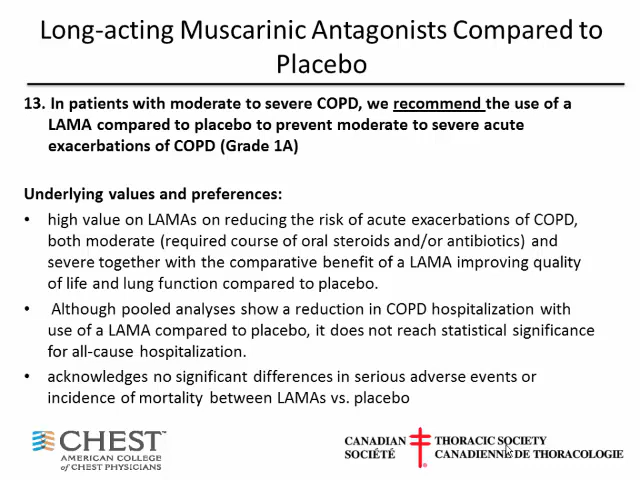 Long-acting Muscarinic Antagonists Compared to
Placebo
13. In patients with moderate to severe COPD, we recommend the use of a
LAMA compared to placebo to prevent moderate to severe acute
exacerbations of COPD (Grade 1A)
Underlying values and preferences:
• high value on LAMAs on reducing the risk of acute exacerbations of COPD,
both moderate (required course of oral steroids and/or antibiotics) and
severe together with the comparative benefit of a LAMA improving quality
of life and lung function compared to placebo.
• Although pooled analyses show a reduction in COPD hospitalization with
use of a LAMA compared to placebo, it does not reach statistical significance
for all-cause hospitalization.
• acknowledges no significant differences in serious adverse events or
incidence of mortality between LAMAs vs. placebo
CHEST™
AMERICAN COLLEGE
of CHEST PHYSICIANS
CANADIAN THORACIC SOCIETY
SOCIÉTÉ CANADIENNE DE THORACOLOGIE